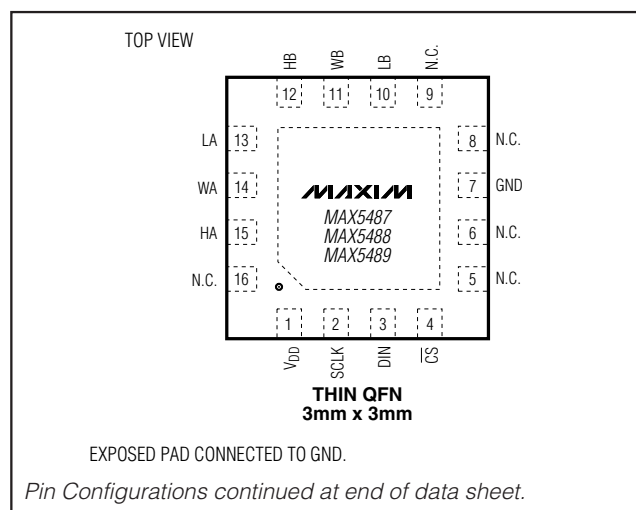 TOP VIEW
HB
WB
LB
N.C.
12
11
10
9
LA
13
8
N.C.
WA
14
MAXIM
7
GND
MAX5487
MAX5488
HA
15
6
N.C.
MAX5489
N.C.
16
5
N.C.
1
2
3
4
VDD
SCLK
DIN
CS
THIN QFN
3mm x 3mm
EXPOSED PAD CONNECTED TO GND.
Pin Configurations continued at end of data sheet.